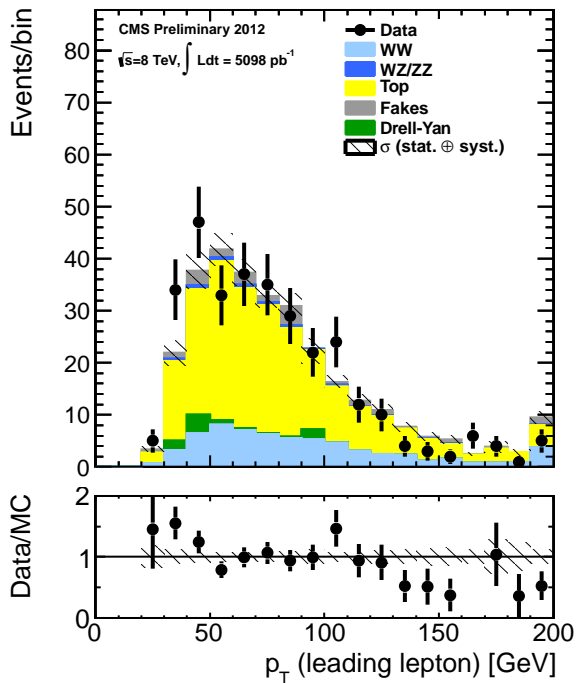 CMS Preliminary 2012
√s=8 TeV, ∫ Ldt = 5098 pb⁻¹
Data
WW
WZ/ZZ
Top
Fakes
Drell-Yan
σ (stat. ⊕ syst.)
Events/bin
80
60
50
40
30
20
10
0
Data/MC
2
1
0
0 50 100 150 200
p_T (leading lepton) [GeV]